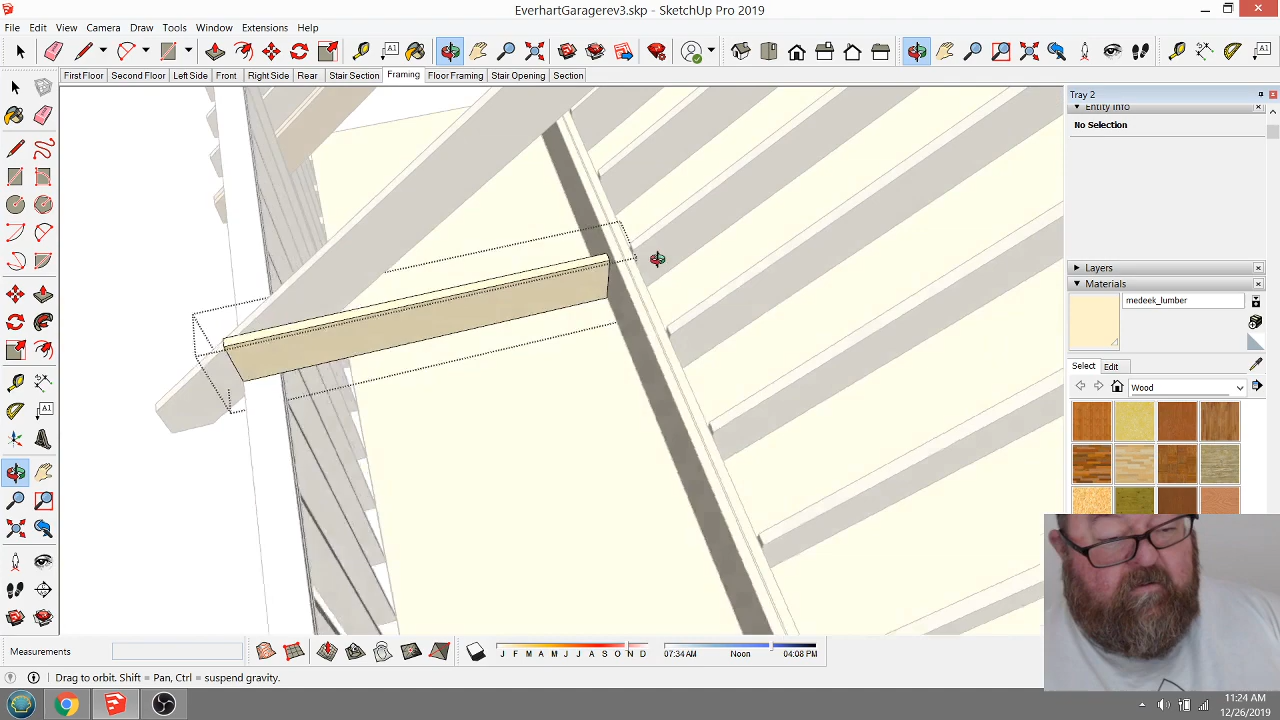 EverhartGaragerev3.skp - SketchUp Pro 2019
File Edit View Camera Draw Tools Window Extensions Help
First Floor Second Floor Left Side Front Right Side Rear Stair Section Framing Floor Framing Stair Opening Section
Tray 2
Entity Info
No Selection
Layers
Materials
medeek_lumber
Select Edit
Wood
Measurements
J F M A M J J A S O N D
07:34 AM Noon 04:08 PM
Drag to orbit. Shift = Pan, Ctrl = suspend gravity.
11:24 AM
12/26/2019